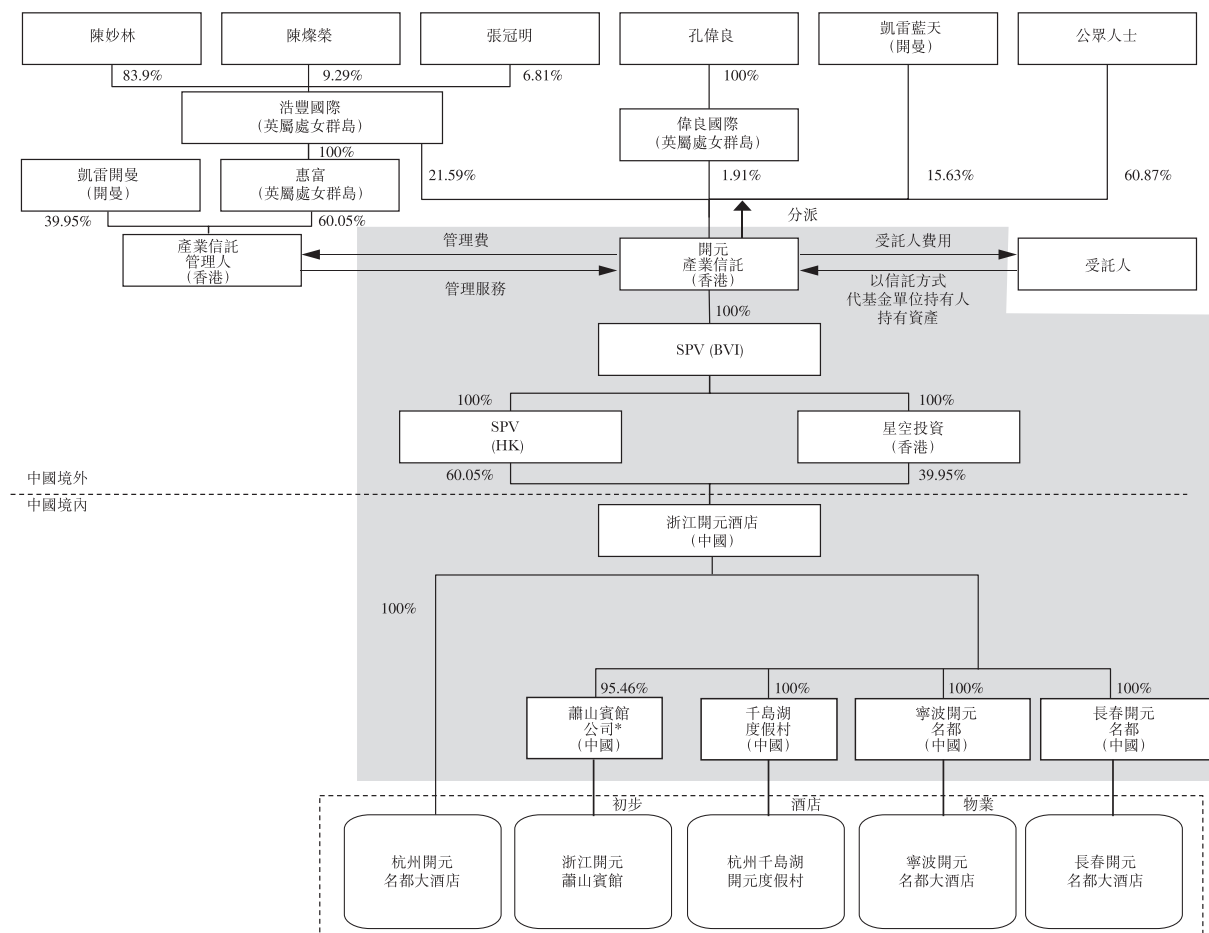 陳妙林
陳燦榮
張冠明
孔偉良
凱雷藍天
(開曼)
公眾人士
83.9%
9.29%
6.81%
100%
浩豐國際
(英屬處女群島)
偉良國際
(英屬處女群島)
100%
凱雷開曼
(開曼)
惠富
(英屬處女群島)
21.59%
1.91%
15.63%
60.87%
39.95%
60.05%
分派
產業信託
管理人
(香港)
管理費
管理服務
開元
產業信託
(香港)
受託人費用
以信託方式
代基金單位持有人
持有資產
受託人
100%
SPV (BVI)
100%
100%
SPV
(HK)
星空投資
(香港)
60.05%
39.95%
中國境外
中國境內
浙江開元酒店
(中國)
100%
95.46%
100%
100%
100%
蕭山賓館
公司*
(中國)
千島湖
度假村
(中國)
寧波開元
名都
(中國)
長春開元
名都
(中國)
初步 酒店 物業
杭州開元
名都大酒店
浙江開元
蕭山賓館
杭州千島湖
開元度假村
寧波開元
名都大酒店
長春開元
名都大酒店